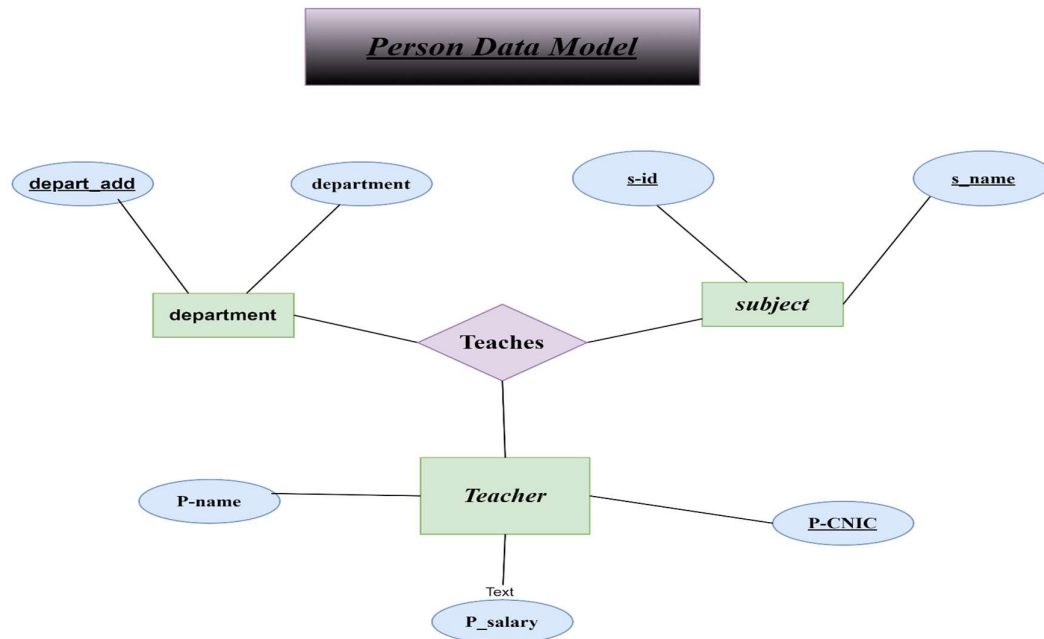 Person Data Model
depart_add
department
s-id
s_name
department
subject
Teaches
Teacher
P-name
P-CNIC
Text
P_salary